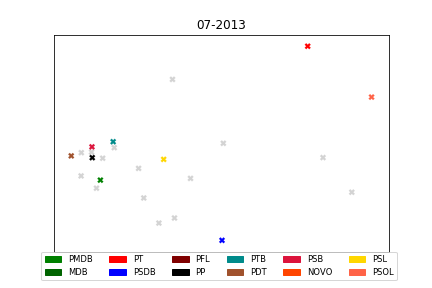 07-2013
PMDB PT PFL PTB PSB PSL
MDB PSDB PP PDT NOVO PSOL